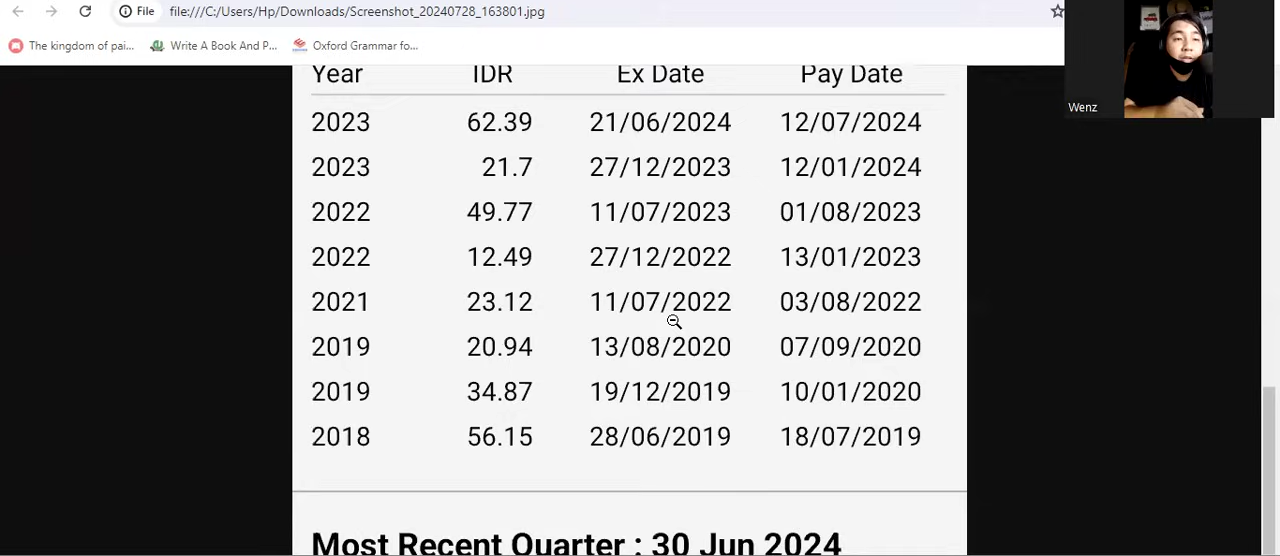 File file:///C:/Users/Hp/Downloads/Screenshot_20240728_163801.jpg
The kingdom of pai... Write A Book And P... Oxford Grammar fo...
Wenz
Year IDR Ex Date Pay Date
2023 62.39 21/06/2024 12/07/2024
2023 21.7 27/12/2023 12/01/2024
2022 49.77 11/07/2023 01/08/2023
2022 12.49 27/12/2022 13/01/2023
2021 23.12 11/07/2022 03/08/2022
2019 20.94 13/08/2020 07/09/2020
2019 34.87 19/12/2019 10/01/2020
2018 56.15 28/06/2019 18/07/2019
Most Recent Quarter : 30 Jun 2024